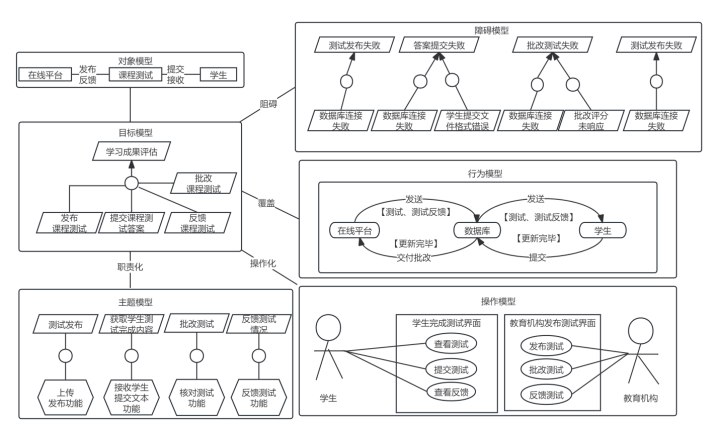 对象模型
在线平台
发布
反馈
课程测试
提交
接收
学生
目标模型
学习成果评估
批改
课程测试
发布
课程测试
提交课程测
试答案
反馈
课程测试
阻碍
覆盖
操作化
职责化
障碍模型
测试发布失败
答案提交失败
批改测试失败
测试发布失败
数据库连接
失败
数据库连接
失败
学生提交文
件格式错误
数据库连接
失败
批改评分
未响应
数据库连接
失败
行为模型
发送
【测试、测试反馈】
发送
【测试、测试反馈】
在线平台
数据库
学生
【更新完毕】
交付批改
【更新完毕】
提交
主题模型
测试发布
获取学生测
试完成内容
批改测试
反馈测试
情况
上传
发布功能
接收学生
提交文本
功能
核对测试
功能
反馈测试
功能
操作模型
学生完成测试界面
查看测试
提交测试
查看反馈
学生
教育机构发布测试界面
发布测试
批改测试
反馈测试
教育机构